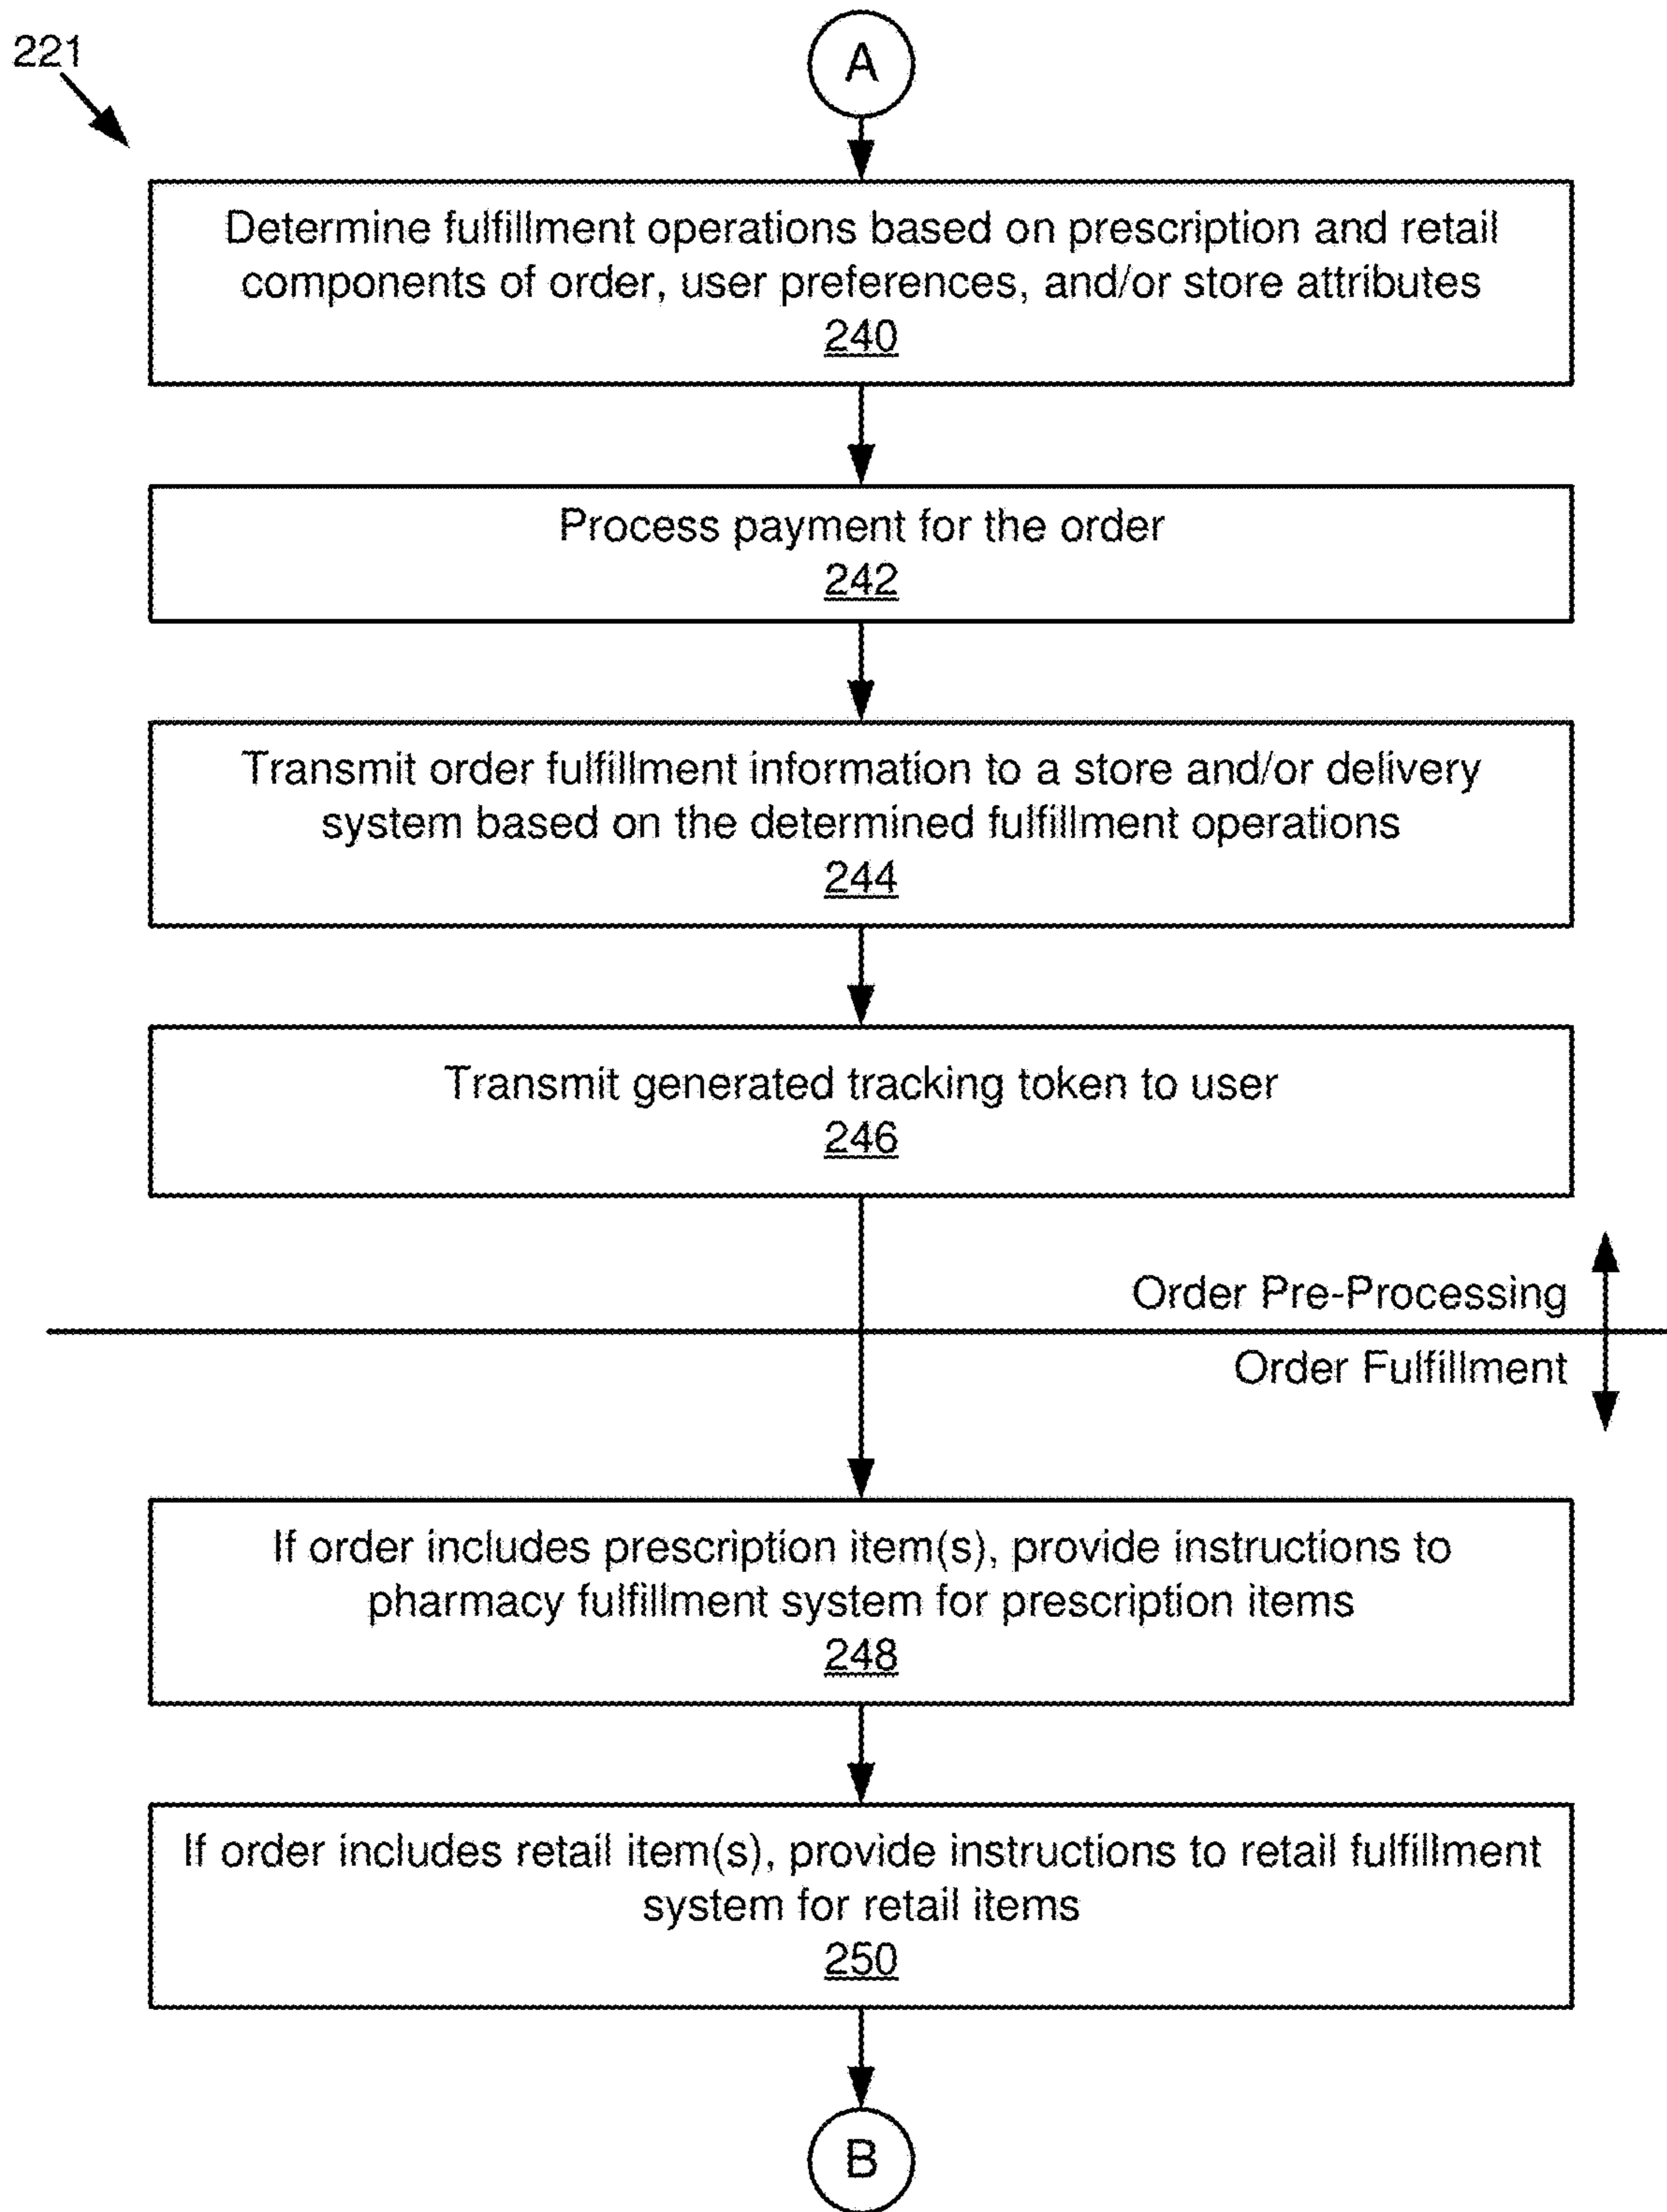 221
A
Determine fulfillment operations based on prescription and retail
components of order, user preferences, and/or store attributes
240
Process payment for the order
242
Transmit order fulfillment information to a store and/or delivery
system based on the determined fulfillment operations
244
Transmit generated tracking token to user
246
Order Pre-Processing
Order Fulfillment
If order includes prescription item(s), provide instructions to
pharmacy fulfillment system for prescription items
248
If order includes retail item(s), provide instructions to retail fulfillment
system for retail items
250
B